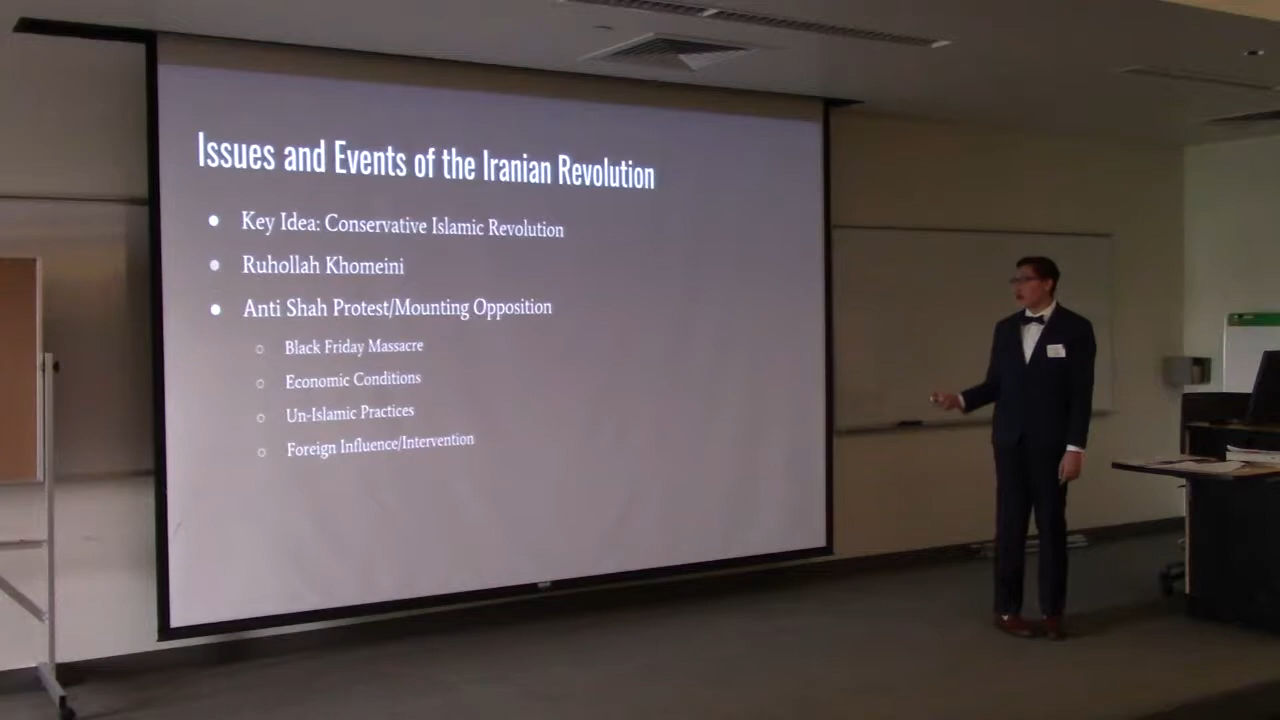 Issues and Events of the Iranian Revolution
Key Idea: Conservative Islamic Revolution
Ruhollah Khomeini
Anti Shah Protest/Mounting Opposition
Black Friday Massacre
Economic Conditions
Un-Islamic Practices
Foreign Influence/Intervention